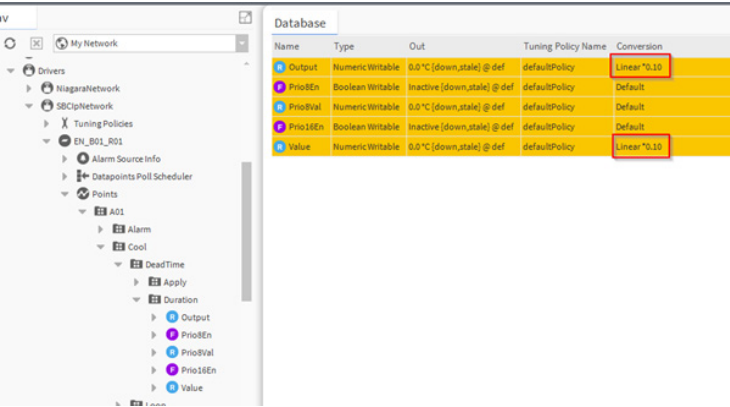 av
My Network
Drivers
NiagaraNetwork
SBCIpNetwork
Tuning Policies
EN_B01_R01
Alarm Source Info
Datapoints Poll Scheduler
Points
A01
Alarm
Cool
DeadTime
Apply
Duration
R Output
F Prio8En
R Prio8Val
F Prio16En
R Value
Loop
Database
Name Type Out Tuning Policy Name Conversion
R Output Numeric Writable 0.0 °C {down,stale} @ def defaultPolicy Linear *0.10
F Prio8En Boolean Writable Inactive {down,stale} @ def defaultPolicy Default
R Prio8Val Numeric Writable 0.0 °C {down,stale} @ def defaultPolicy Default
F Prio16En Boolean Writable Inactive {down,stale} @ def defaultPolicy Default
R Value Numeric Writable 0.0 °C {down,stale} @ def defaultPolicy Linear *0.10